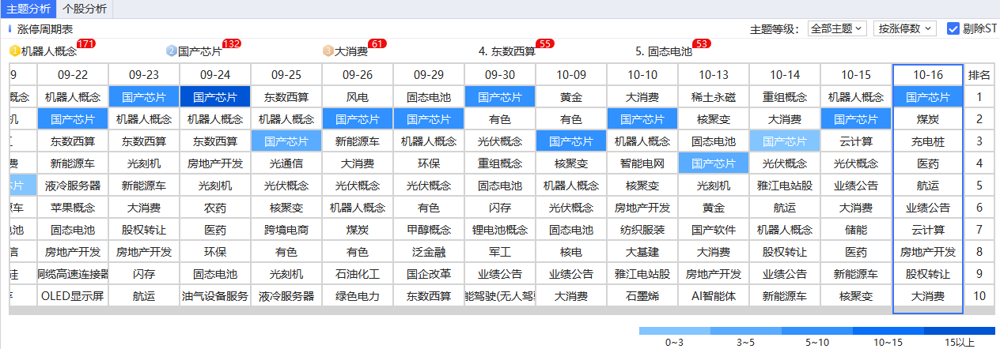 主题分析 个股分析
涨停周期表 主题等级： 全部主题 按涨停数 剔除ST
1 机器人概念 171 2 国产芯片 132 3 大消费 61 4. 东数西算 55 5. 固态电池 53
9 09-22 09-23 09-24 09-25 09-26 09-29 09-30 10-09 10-10 10-13 10-14 10-15 10-16 排名
概念 机器人概念 国产芯片 国产芯片 东数西算 风电 固态电池 国产芯片 黄金 大消费 稀土永磁 重组概念 机器人概念 国产芯片 1
机 国产芯片 机器人概念 机器人概念 机器人概念 国产芯片 国产芯片 有色 有色 国产芯片 核聚变 大消费 国产芯片 煤炭 2
东数西算 东数西算 东数西算 国产芯片 新能源车 机器人概念 光伏概念 国产芯片 机器人概念 固态电池 国产芯片 云计算 充电桩 3
费 新能源车 光刻机 房地产开发 光通信 大消费 环保 重组概念 核聚变 智能电网 国产芯片 光伏概念 光伏概念 医药 4
芯片 液冷服务器 新能源车 光刻机 光伏概念 光伏概念 光伏概念 固态电池 机器人概念 核聚变 光刻机 雅江电站股 业绩公告 航运 5
源车 苹果概念 大消费 农药 核聚变 机器人概念 有色 闪存 光伏概念 房地产开发 黄金 航运 大消费 业绩公告 6
电池 固态电池 股权转让 医药 跨境电商 煤炭 甲醇概念 锂电池概念 固态电池 纺织服装 国产软件 机器人概念 储能 云计算 7
信 房地产开发 房地产开发 环保 有色 有色 泛金融 军工 核电 大基建 大消费 股权转让 医药 房地产开发 8
硅 铜缆高速连接器 闪存 固态电池 光刻机 石油化工 国企改革 业绩公告 业绩公告 雅江电站股 房地产开发 业绩公告 新能源车 股权转让 9
OLED显示屏 航运 油气设备服务 液冷服务器 绿色电力 东数西算 能驾驶(无人驾 大消费 石墨烯 AI智能体 新能源车 核聚变 大消费 10
0~3 3~5 5~10 10~15 15以上